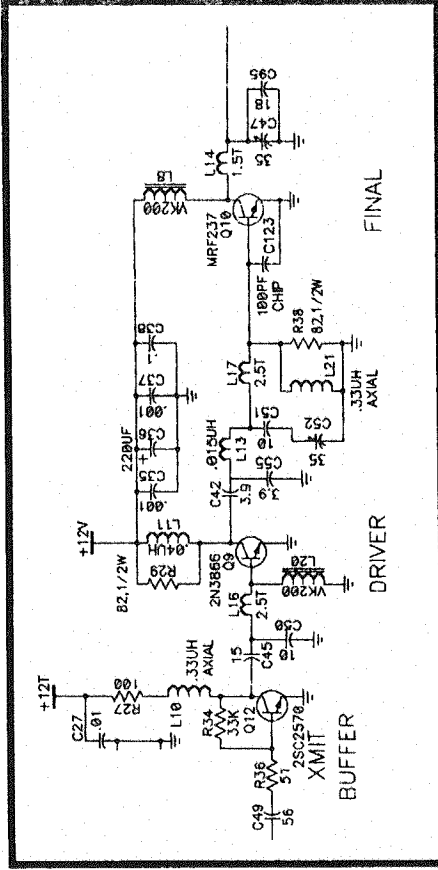 +12T
C27
.01
R27
100
L10
.33UH
AXIAL
R34
33K
Q12
2SC2570
C49
56
R36
51
XMIT
BUFFER
+12V
82,1/2W
R29
L11
.04UH
2N3866
Q9
15
C45
C50
10
L16
2.5T
VK200
L20
DRIVER
C35
.001
C36
+
220UF
C37
.001
C38
.1
C42
3.9
C55
3.9
.015UH
L13
C51
10
C52
35
L17
2.5T
.33UH
AXIAL
L21
R38
82,1/2W
100PF
CHIP
C123
MRF237
Q10
VK200
L8
L14
1.5T
C47
35
C95
18
FINAL